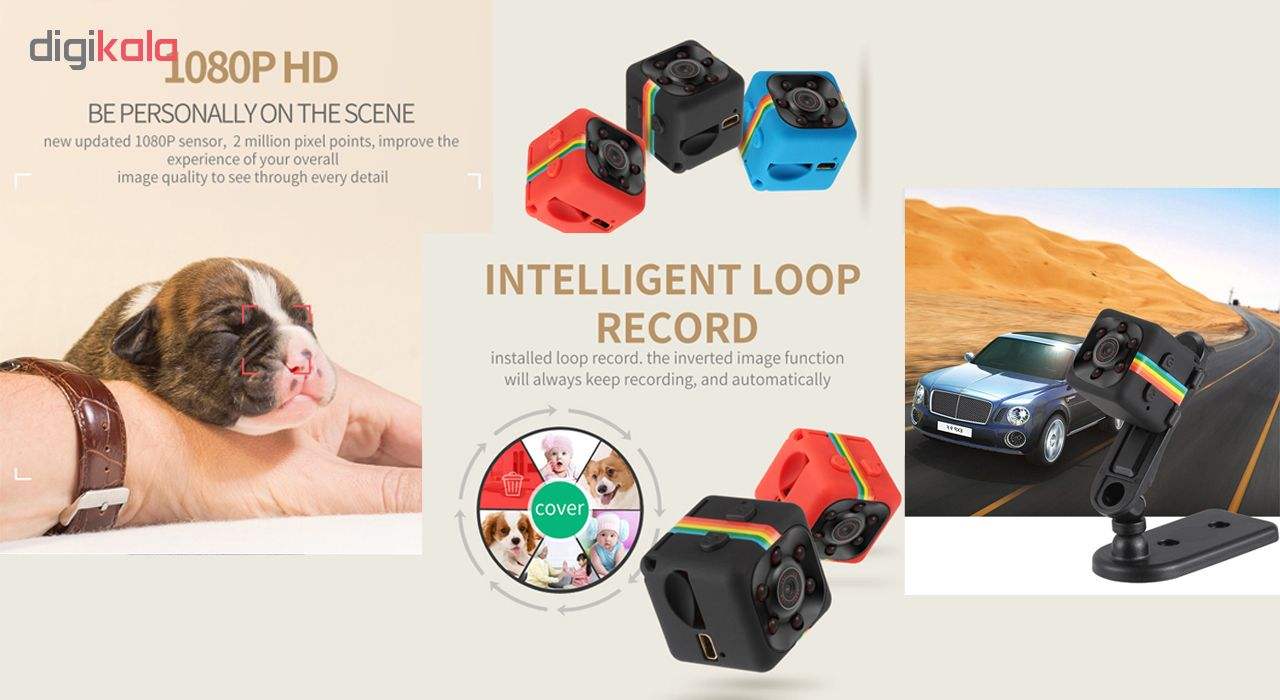 digikala
1080P HD
BE PERSONALLY ON THE SCENE
new updated 1080P sensor, 2 million pixel points, improve the
experience of your overall
image quality to see through every detail
INTELLIGENT LOOP
RECORD
installed loop record. the inverted image function
will always keep recording, and automatically
cover